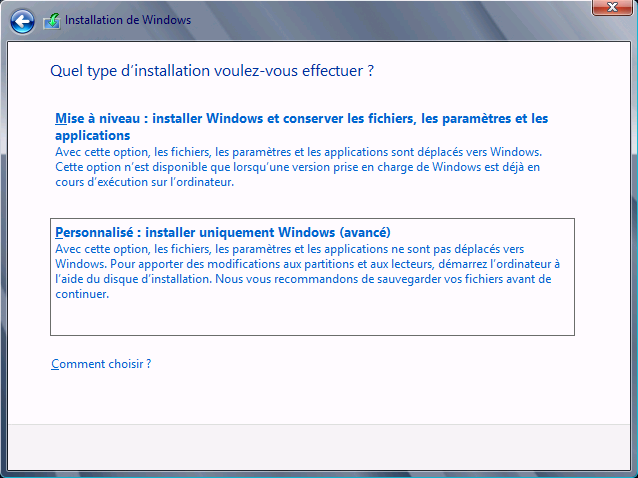 Installation de Windows
Quel type d’installation voulez-vous effectuer ?
Mise à niveau : installer Windows et conserver les fichiers, les paramètres et les
applications
Avec cette option, les fichiers, les paramètres et les applications sont déplacés vers Windows.
Cette option n’est disponible que lorsqu’une version prise en charge de Windows est déjà en
cours d’exécution sur l’ordinateur.
Personnalisé : installer uniquement Windows (avancé)
Avec cette option, les fichiers, les paramètres et les applications ne sont pas déplacés vers
Windows. Pour apporter des modifications aux partitions et aux lecteurs, démarrez l’ordinateur à
l’aide du disque d’installation. Nous vous recommandons de sauvegarder vos fichiers avant de
continuer.
Comment choisir ?